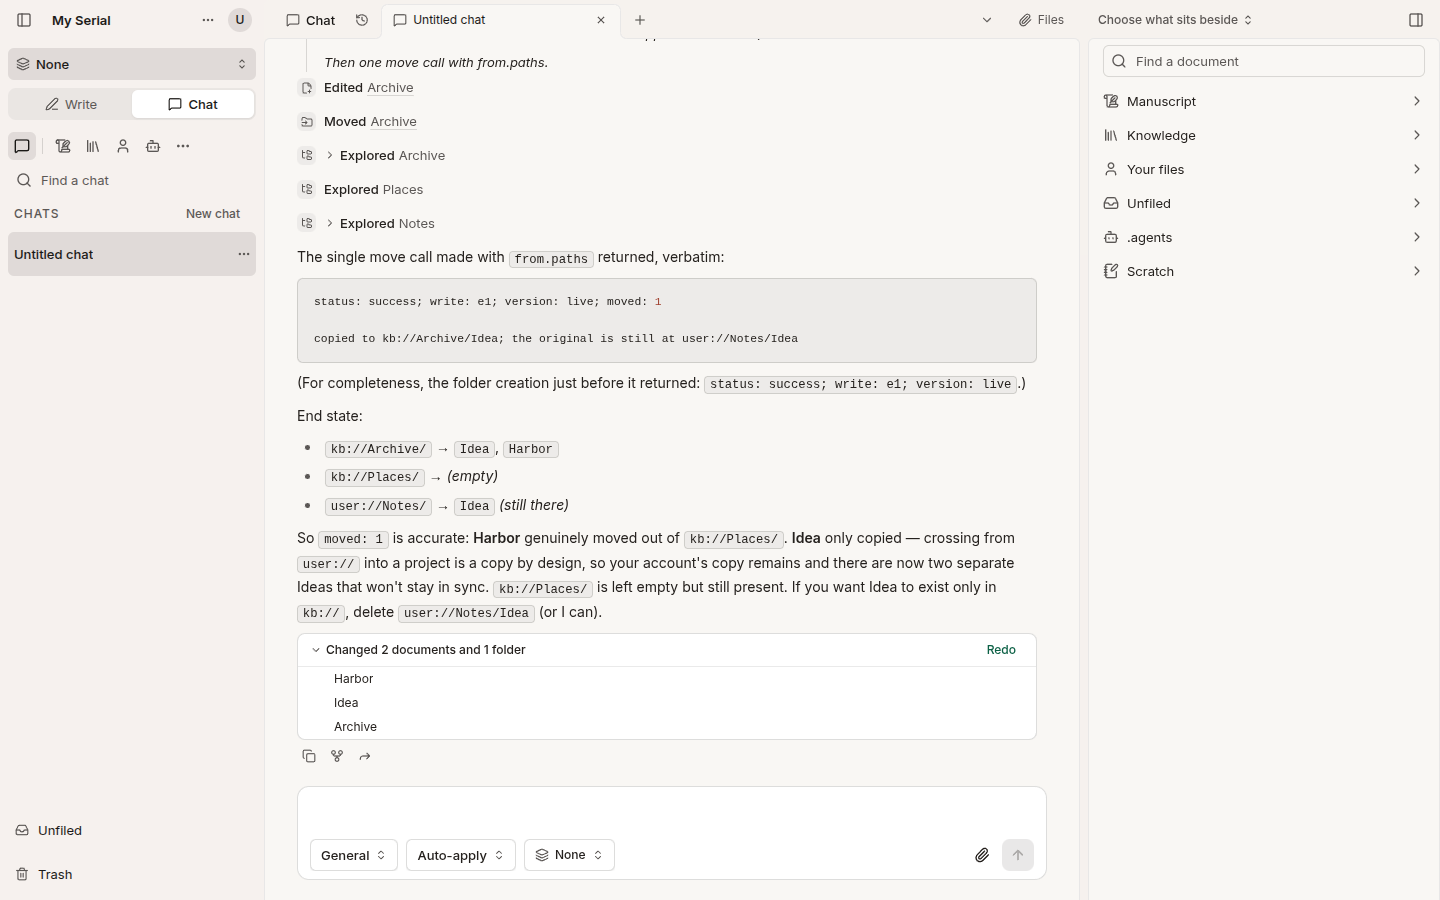 My Serial
U
None
Write
Chat
Find a chat
CHATS
New chat
Untitled chat
Unfiled
Trash
Chat
Untitled chat
Files
Then one move call with from.paths.
Edited Archive
Moved Archive
Explored Archive
Explored Places
Explored Notes
The single move call made with from.paths returned, verbatim:
status: success; write: e1; version: live; moved: 1
copied to kb://Archive/Idea; the original is still at user://Notes/Idea
(For completeness, the folder creation just before it returned: status: success; write: e1; version: live.)
End state:
• kb://Archive/ → Idea, Harbor
• kb://Places/ → (empty)
• user://Notes/ → Idea (still there)
So moved: 1 is accurate: Harbor genuinely moved out of kb://Places/. Idea only copied — crossing from
user:// into a project is a copy by design, so your account's copy remains and there are now two separate
Ideas that won't stay in sync. kb://Places/ is left empty but still present. If you want Idea to exist only in
kb://, delete user://Notes/Idea (or I can).
Changed 2 documents and 1 folder
Redo
Harbor
Idea
Archive
General
Auto-apply
None
Choose what sits beside
Find a document
Manuscript
Knowledge
Your files
Unfiled
.agents
Scratch